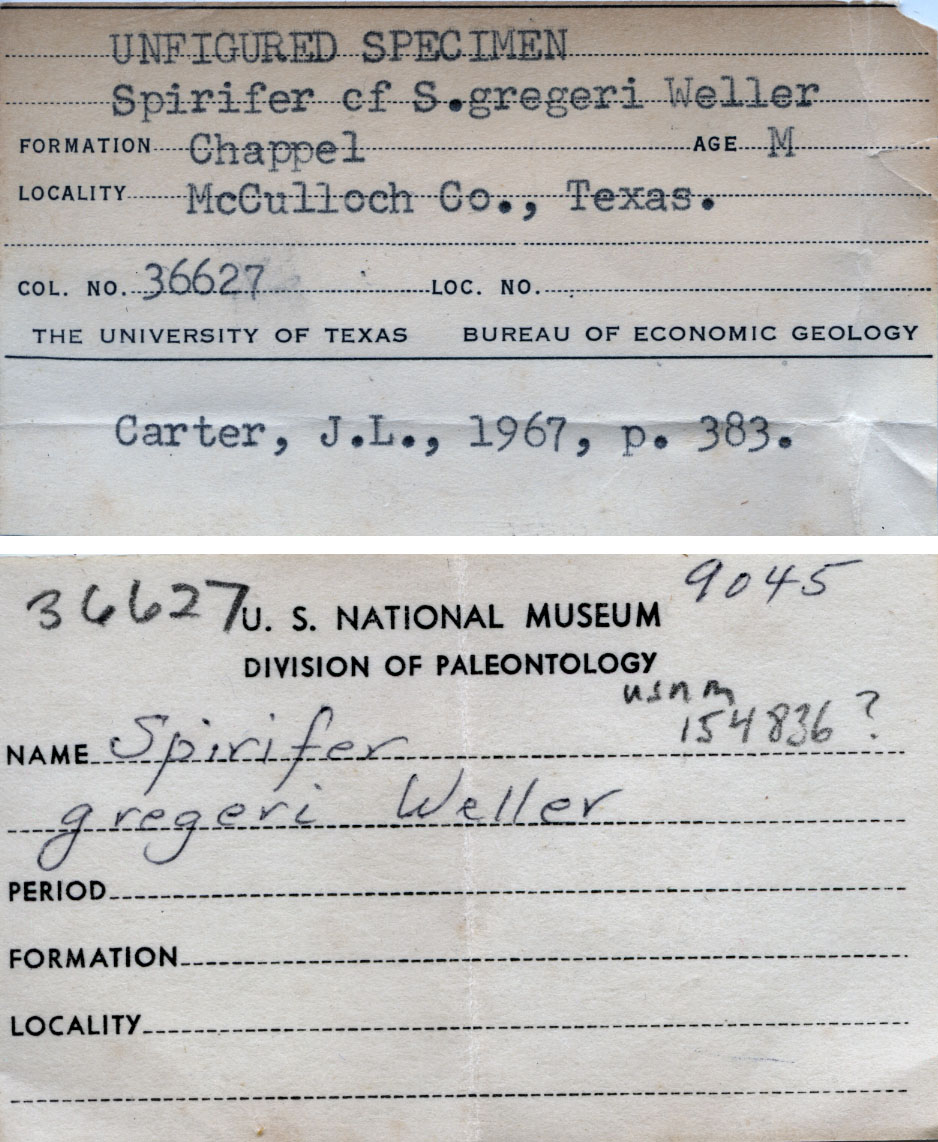 UNFIGURED SPECIMEN
Spirifer cf S.gregeri Weller
FORMATION Chappel AGE M
LOCALITY McCulloch Co., Texas.
COL. NO. 36627 LOC. NO.
THE UNIVERSITY OF TEXAS BUREAU OF ECONOMIC GEOLOGY
Carter, J.L., 1967, p. 383.
36627 9045
U. S. NATIONAL MUSEUM
DIVISION OF PALEONTOLOGY
usnm
154836 ?
NAME Spirifer
gregeri Weller
PERIOD
FORMATION
LOCALITY